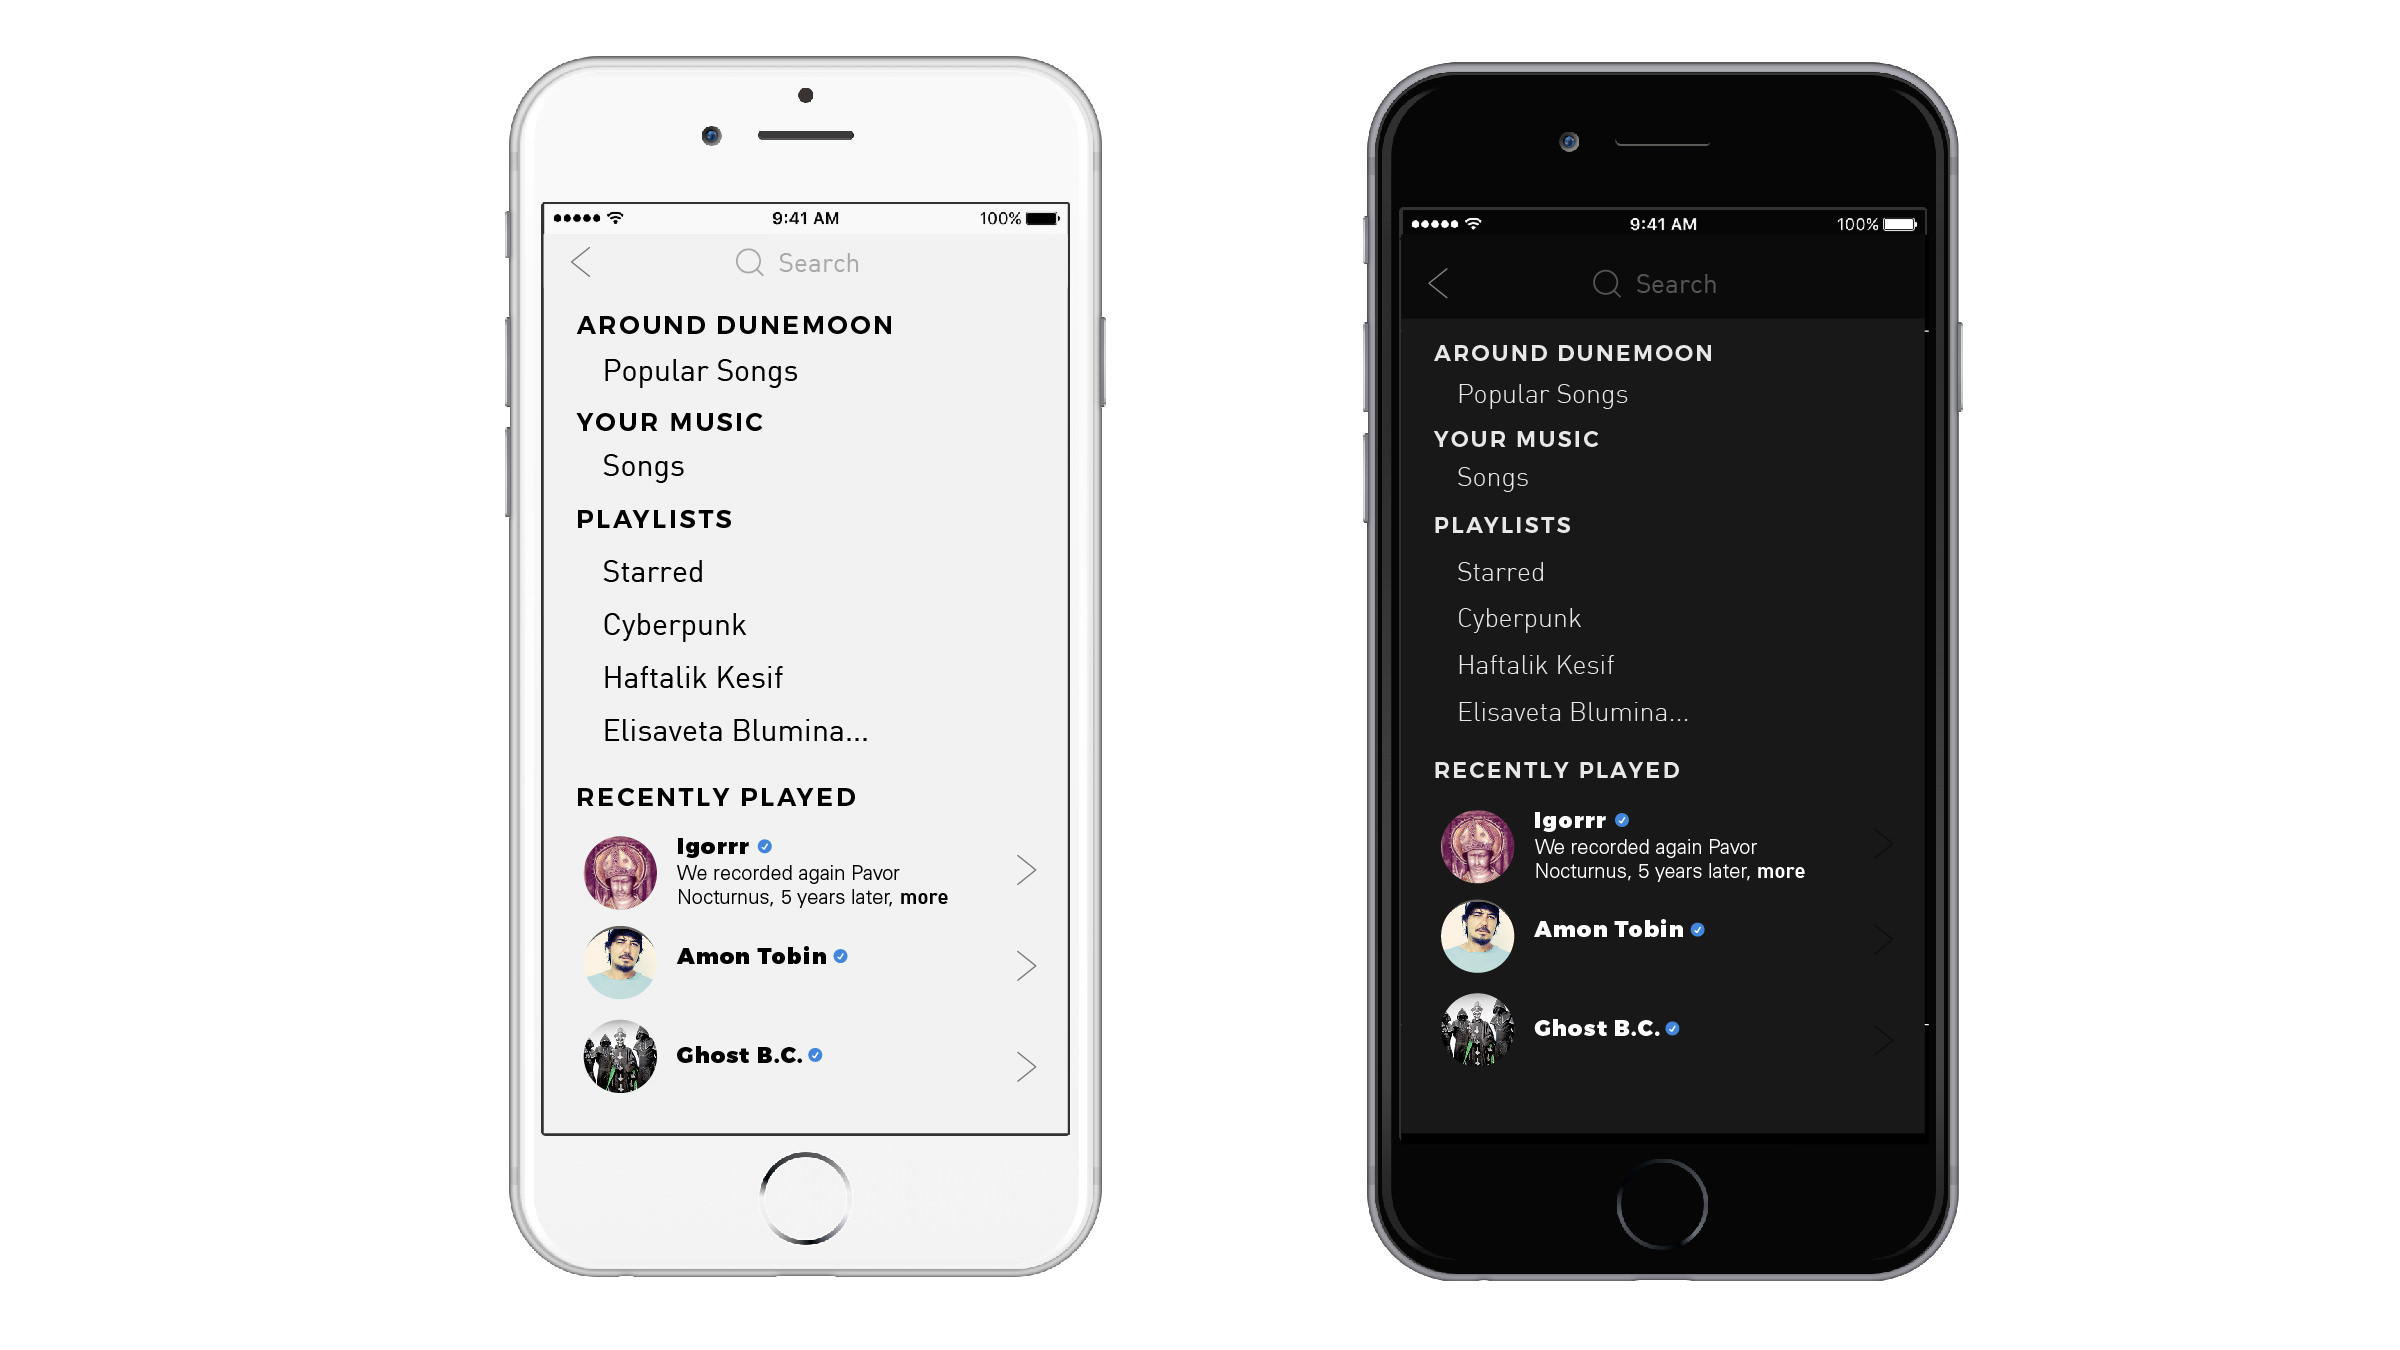 9:41 AM
100%
Search
AROUND DUNEMOON
Popular Songs
YOUR MUSIC
Songs
PLAYLISTS
Starred
Cyberpunk
Haftalik Kesif
Elisaveta Blumina...
RECENTLY PLAYED
Igorrr
We recorded again Pavor
Nocturnus, 5 years later, more
Amon Tobin
Ghost B.C.
9:41 AM
100%
Search
AROUND DUNEMOON
Popular Songs
YOUR MUSIC
Songs
PLAYLISTS
Starred
Cyberpunk
Haftalik Kesif
Elisaveta Blumina...
RECENTLY PLAYED
Igorrr
We recorded again Pavor
Nocturnus, 5 years later, more
Amon Tobin
Ghost B.C.